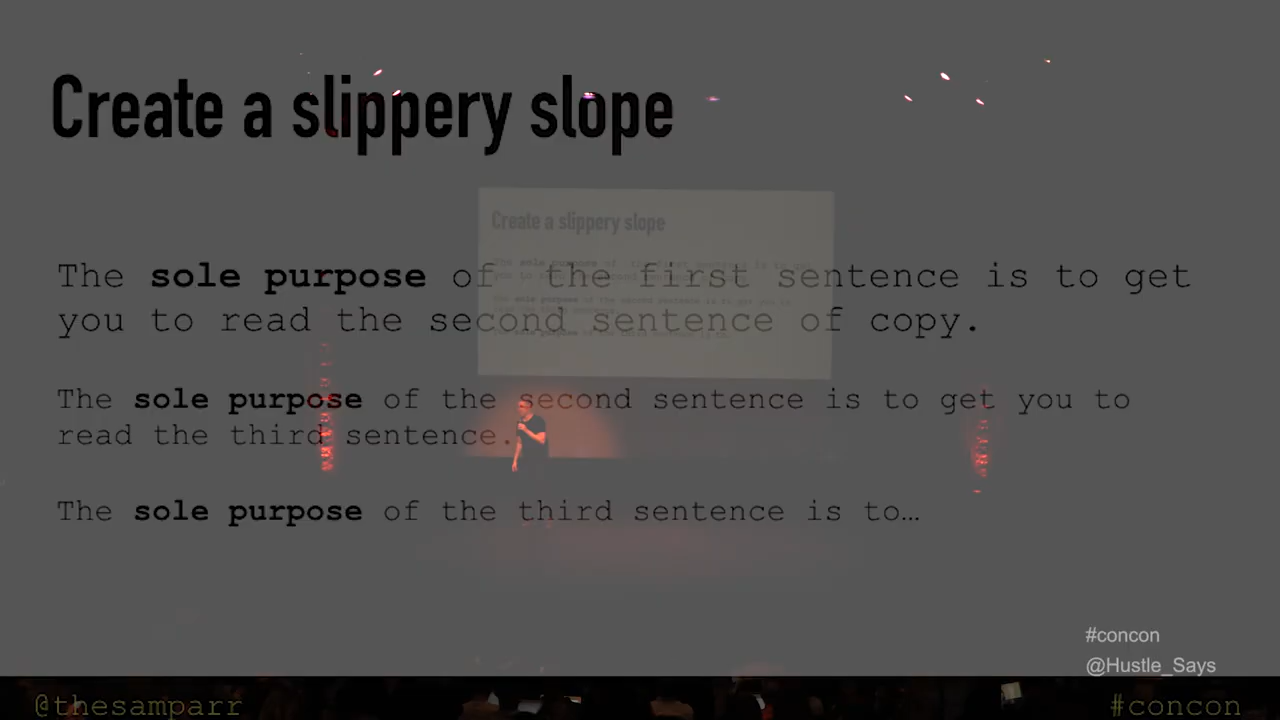 Create a slippery slope
The sole purpose of the first sentence is to get
you to read the second sentence of copy.
The sole purpose of the second sentence is to get you to
read the third sentence.
The sole purpose of the third sentence is to…
#concon
@Hustle_Says
@thesamparr
#concon
Create a slippery slope